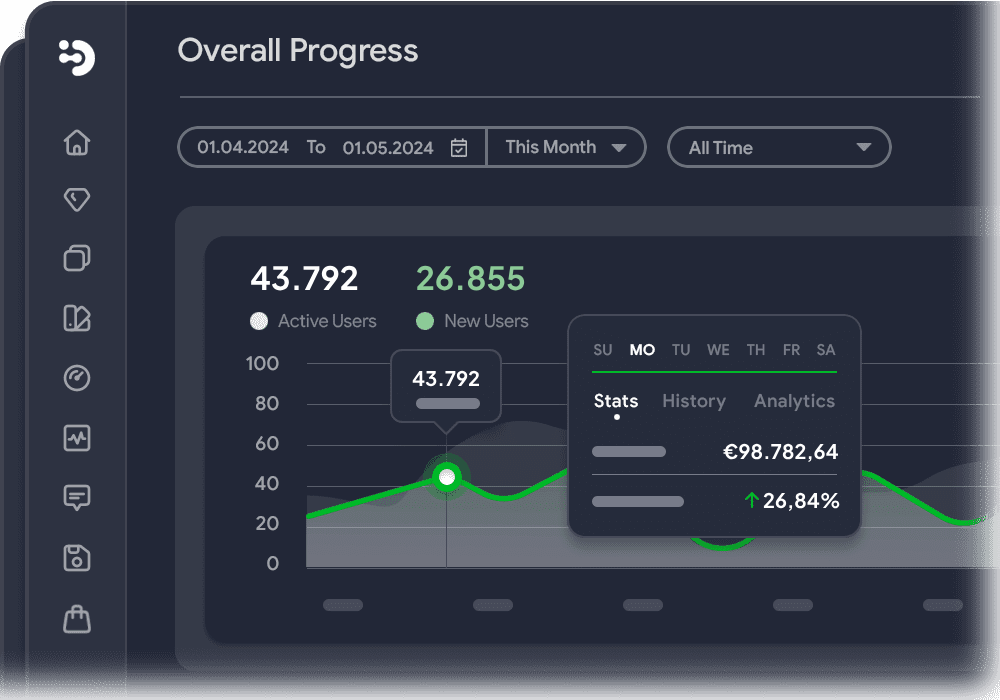 Overall Progress
01.04.2024 To 01.05.2024 This Month All Time
43.792 26.855
Active Users New Users
100
80
60
40
20
0
43.792
SU MO TU WE TH FR SA
Stats History Analytics
€98.782,64
↑26,84%